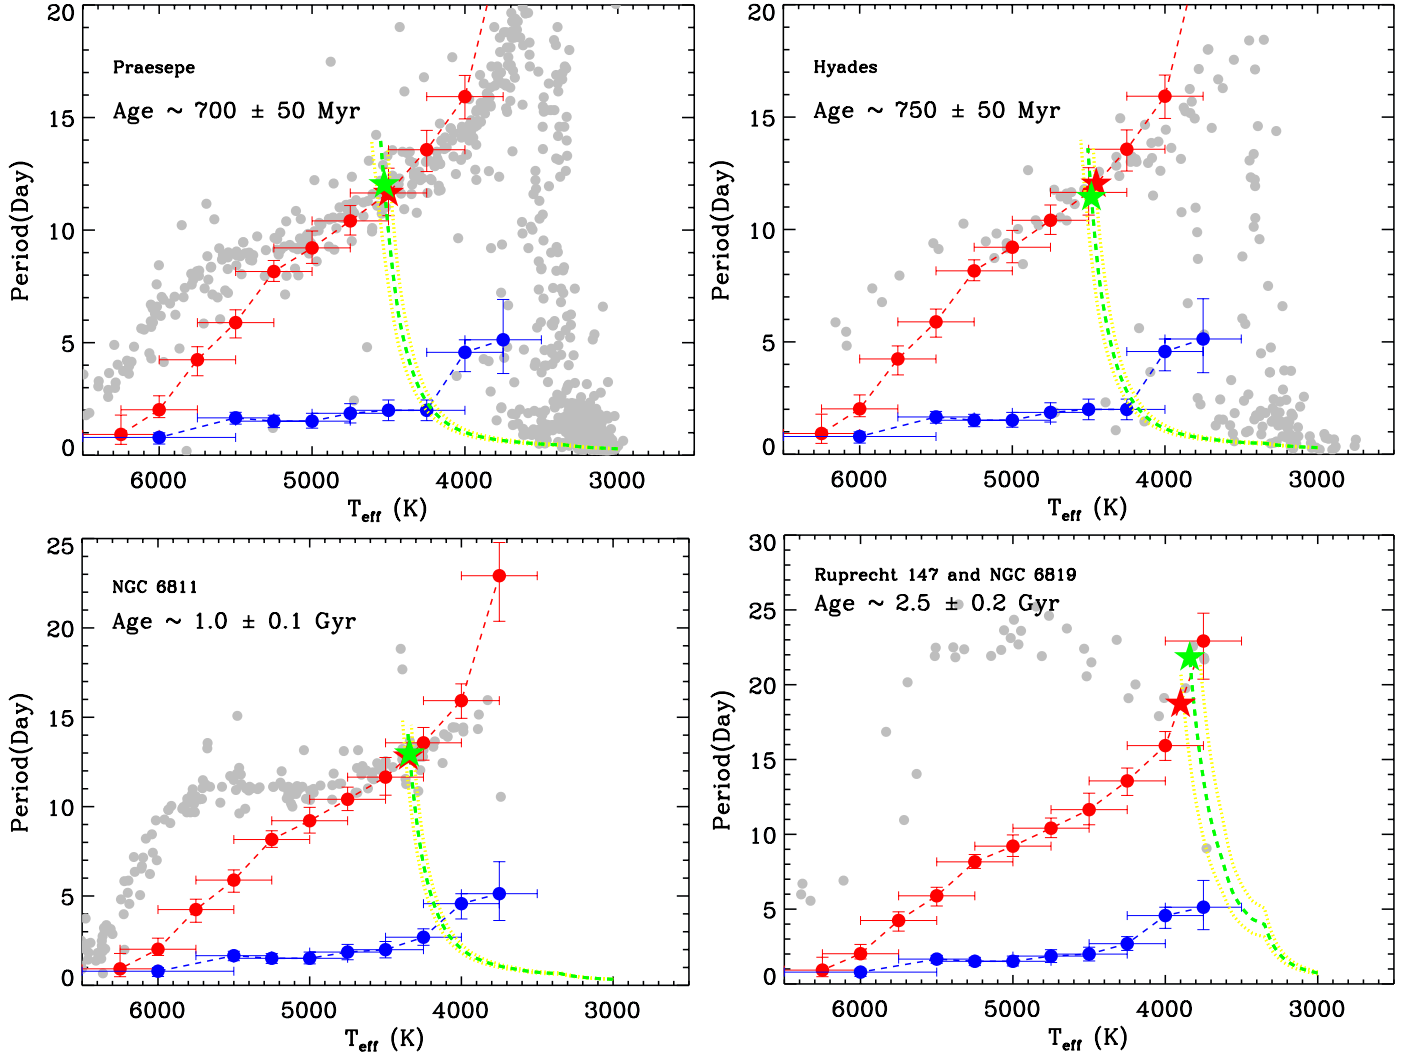 20
15
10
5
0
Period(Day)
Praesepe
Age ~ 700 ± 50 Myr
6000 5000 4000 3000
T_eff (K)
20
15
10
5
0
Period(Day)
Hyades
Age ~ 750 ± 50 Myr
6000 5000 4000 3000
T_eff (K)
25
20
15
10
5
0
Period(Day)
NGC 6811
Age ~ 1.0 ± 0.1 Gyr
6000 5000 4000 3000
T_eff (K)
30
25
20
15
10
5
0
Period(Day)
Ruprecht 147 and NGC 6819
Age ~ 2.5 ± 0.2 Gyr
6000 5000 4000 3000
T_eff (K)